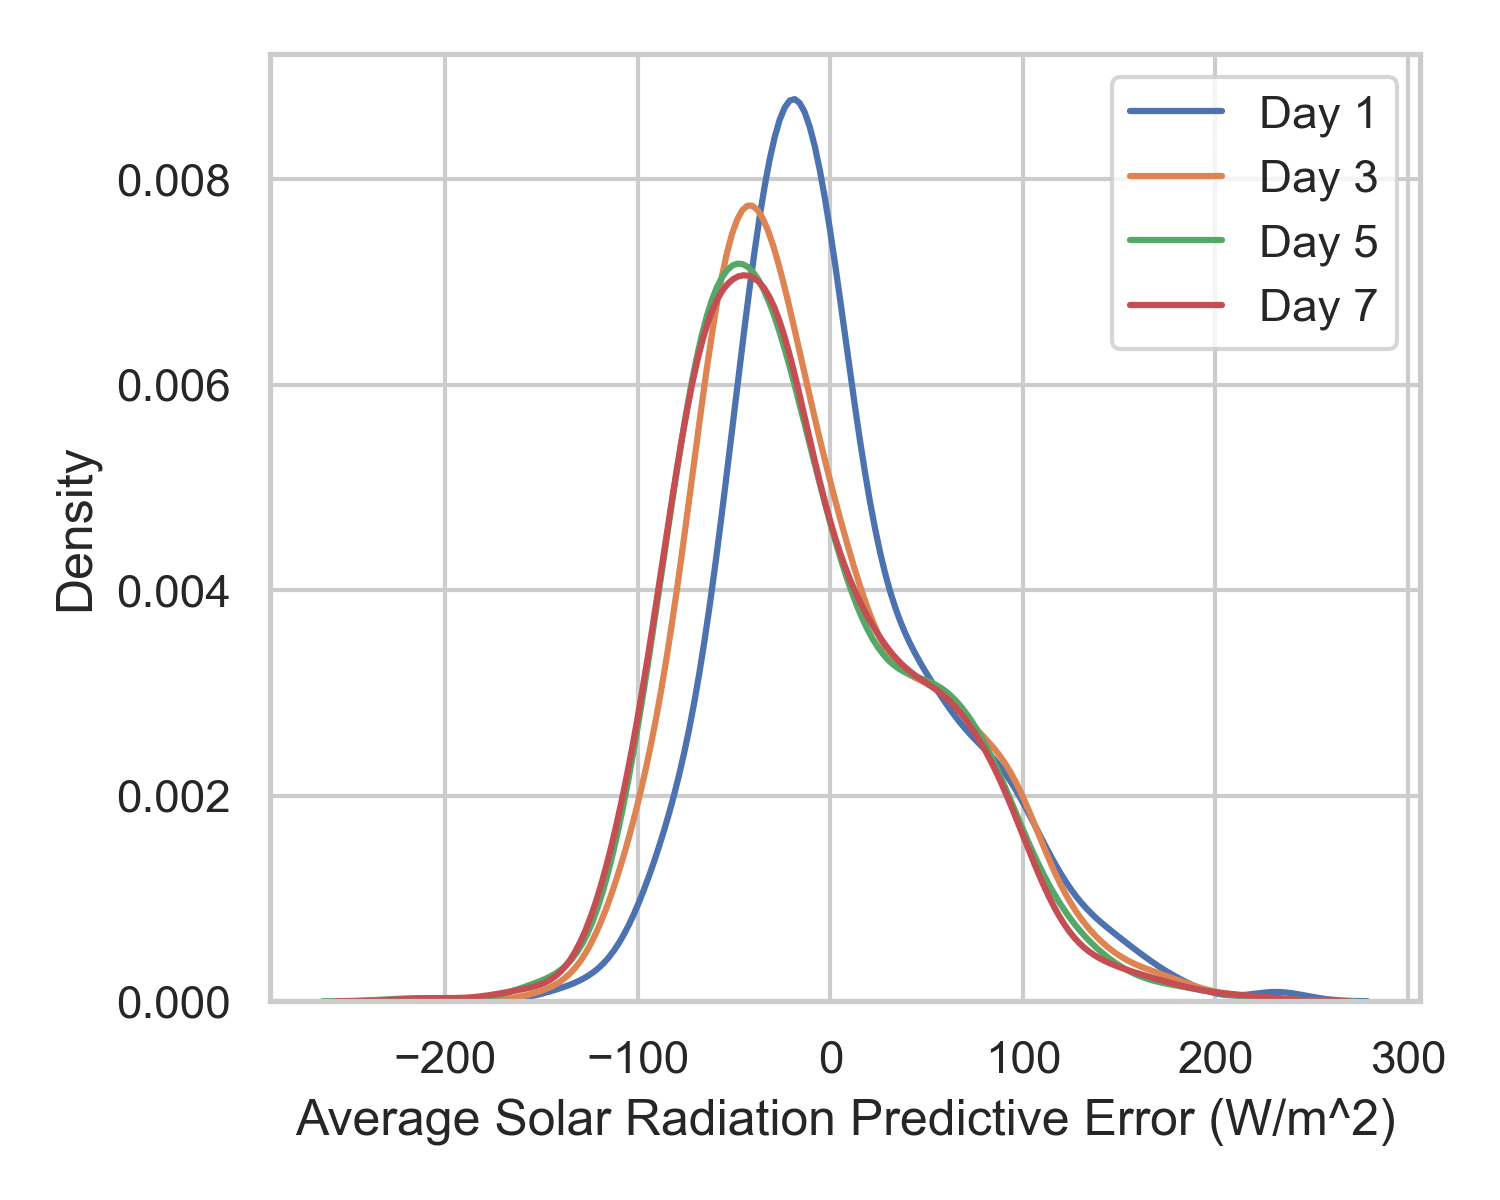 Density
0.008
0.006
0.004
0.002
0.000
Day 1
Day 3
Day 5
Day 7
−200 −100 0 100 200 300
Average Solar Radiation Predictive Error (W/m^2)